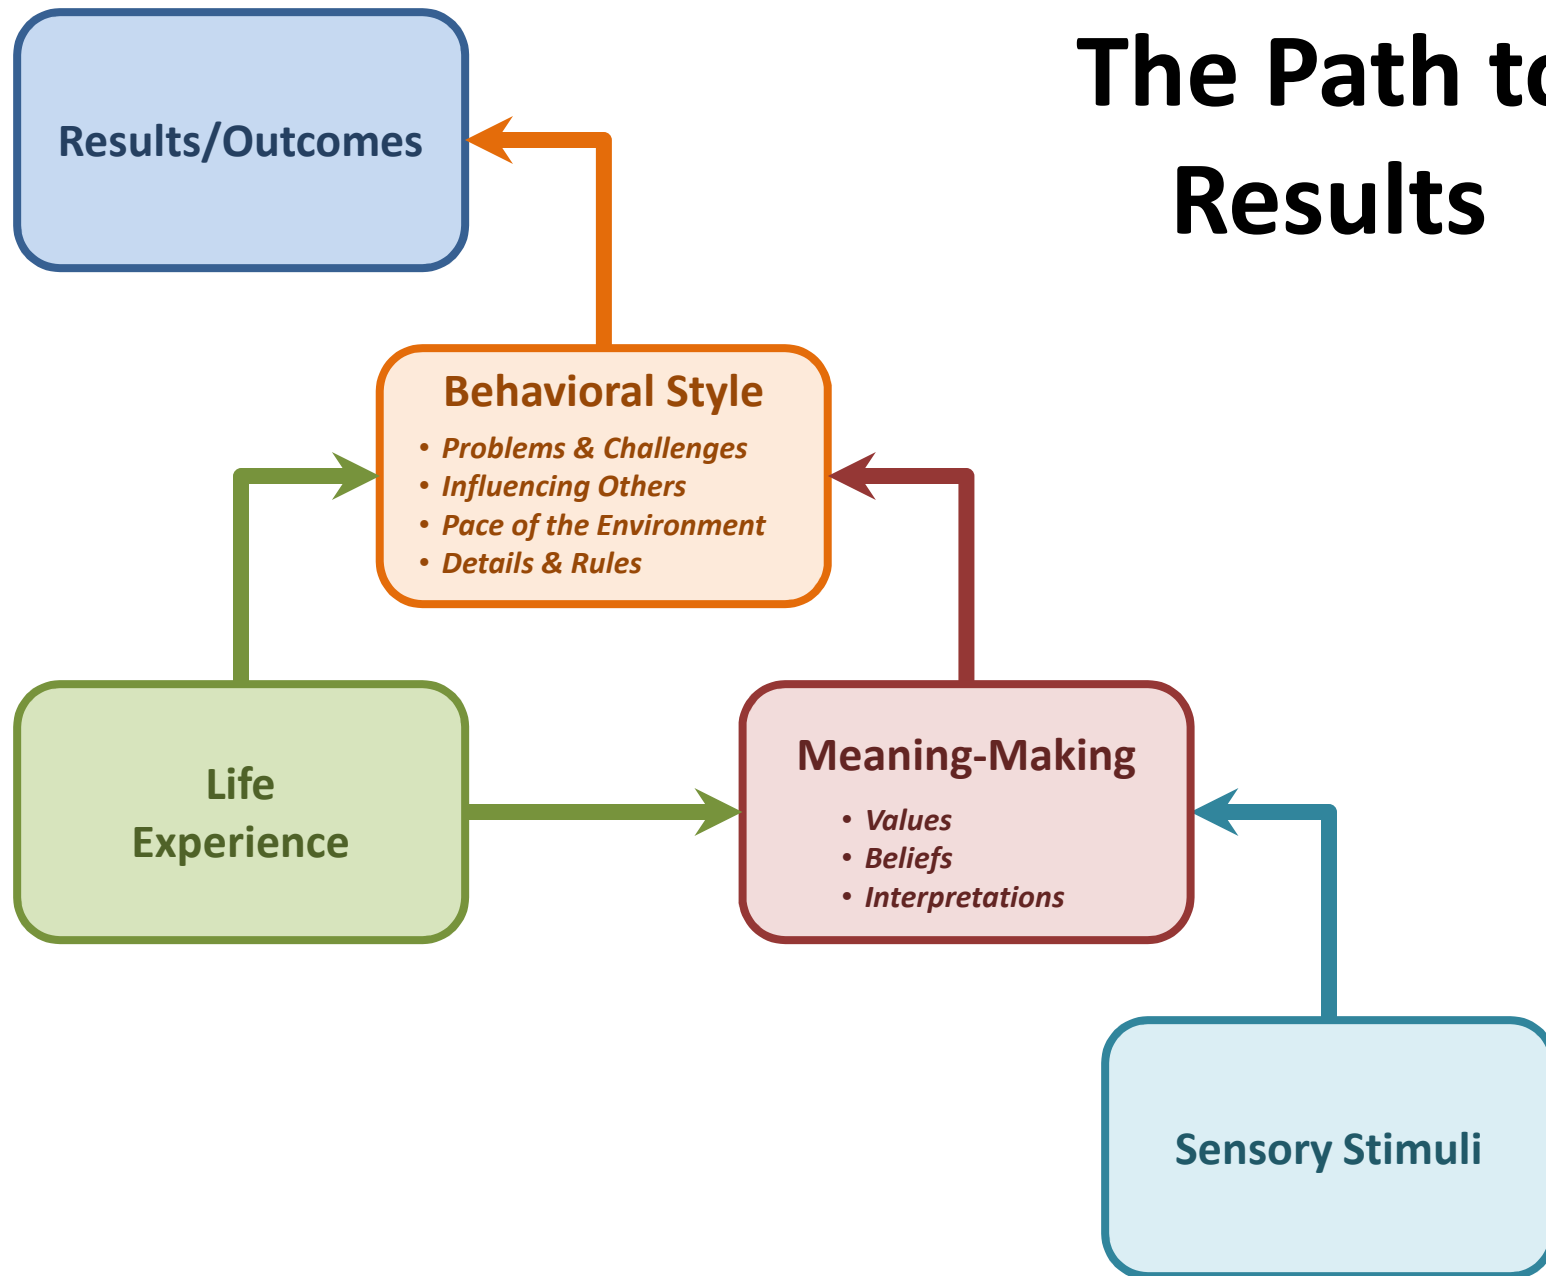 The Path to
Results
Results/Outcomes
Behavioral Style
• Problems & Challenges
• Influencing Others
• Pace of the Environment
• Details & Rules
Life
Experience
Meaning-Making
• Values
• Beliefs
• Interpretations
Sensory Stimuli